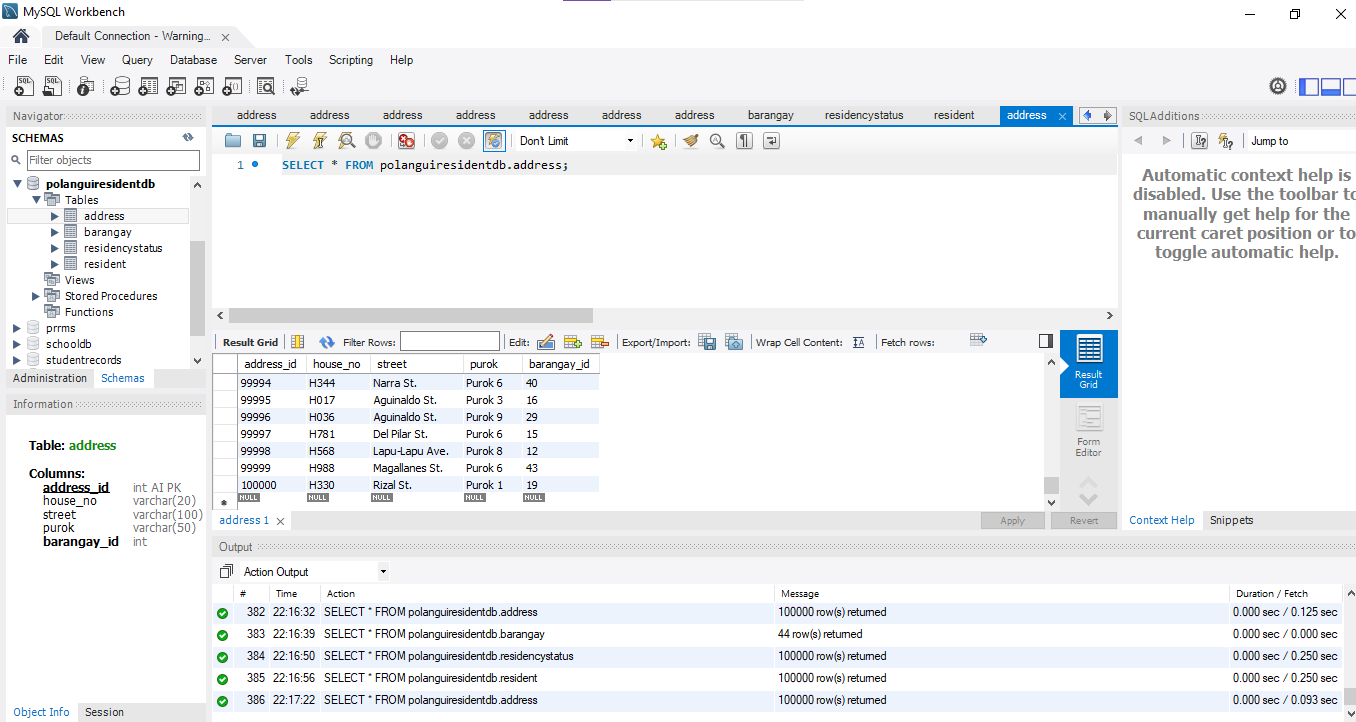 MySQL Workbench
Default Connection - Warning...
File Edit View Query Database Server Tools Scripting Help
Navigator
SCHEMAS
Filter objects
polanguiresidentdb
Tables
address
barangay
residencystatus
resident
Views
Stored Procedures
Functions
prrms
schooldb
studentrecords
Administration Schemas
Information
Table: address
Columns:
address_id int AI PK
house_no varchar(20)
street varchar(100)
purok varchar(50)
barangay_id int
Object Info Session
address address address address address address address barangay residencystatus resident address
Don't Limit
1 SELECT * FROM polanguiresidentdb.address;
Result Grid Filter Rows: Edit: Export/Import: Wrap Cell Content: Fetch rows:
address_id house_no street purok barangay_id
99994 H344 Narra St. Purok 6 40
99995 H017 Aguinaldo St. Purok 3 16
99996 H036 Aguinaldo St. Purok 9 29
99997 H781 Del Pilar St. Purok 6 15
99998 H568 Lapu-Lapu Ave. Purok 8 12
99999 H988 Magallanes St. Purok 6 43
100000 H330 Rizal St. Purok 1 19
NULL NULL NULL NULL NULL
Result
Grid
Form
Editor
address 1
Apply Revert
SQLAdditions
Jump to
Automatic context help is
disabled. Use the toolbar to
manually get help for the
current caret position or to
toggle automatic help.
Context Help Snippets
Output
Action Output
# Time Action Message Duration / Fetch
382 22:16:32 SELECT * FROM polanguiresidentdb.address 100000 row(s) returned 0.000 sec / 0.125 sec
383 22:16:39 SELECT * FROM polanguiresidentdb.barangay 44 row(s) returned 0.000 sec / 0.000 sec
384 22:16:50 SELECT * FROM polanguiresidentdb.residencystatus 100000 row(s) returned 0.000 sec / 0.250 sec
385 22:16:56 SELECT * FROM polanguiresidentdb.resident 100000 row(s) returned 0.000 sec / 0.250 sec
386 22:17:22 SELECT * FROM polanguiresidentdb.address 100000 row(s) returned 0.000 sec / 0.093 sec